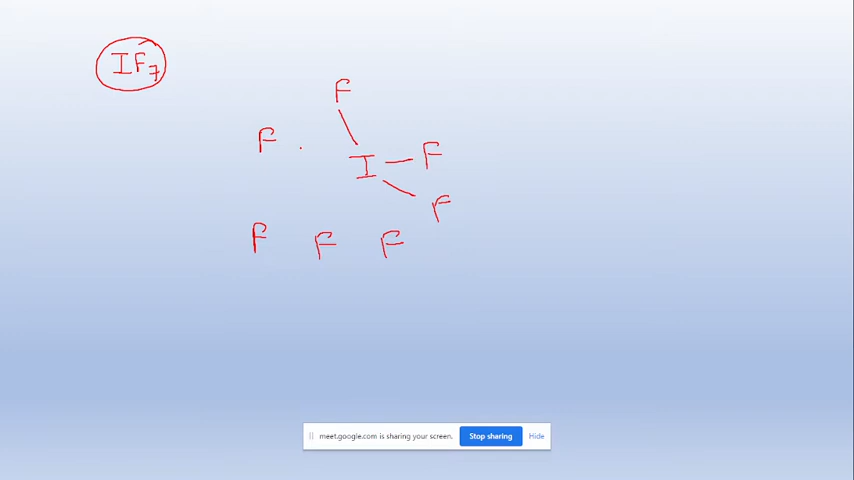 IF7
F
F
I F
F
F F F
meet.google.com is sharing your screen. Stop sharing Hide